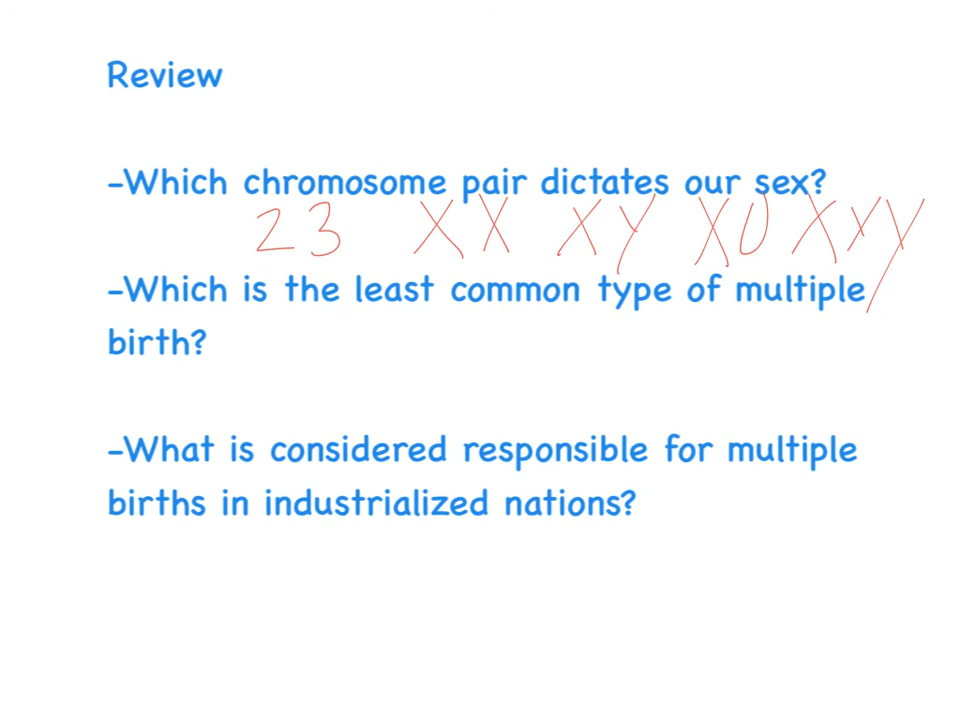 Review
-Which chromosome pair dictates our sex?
23 XX XY XO XXY
-Which is the least common type of multiple
birth?
-What is considered responsible for multiple
births in industrialized nations?